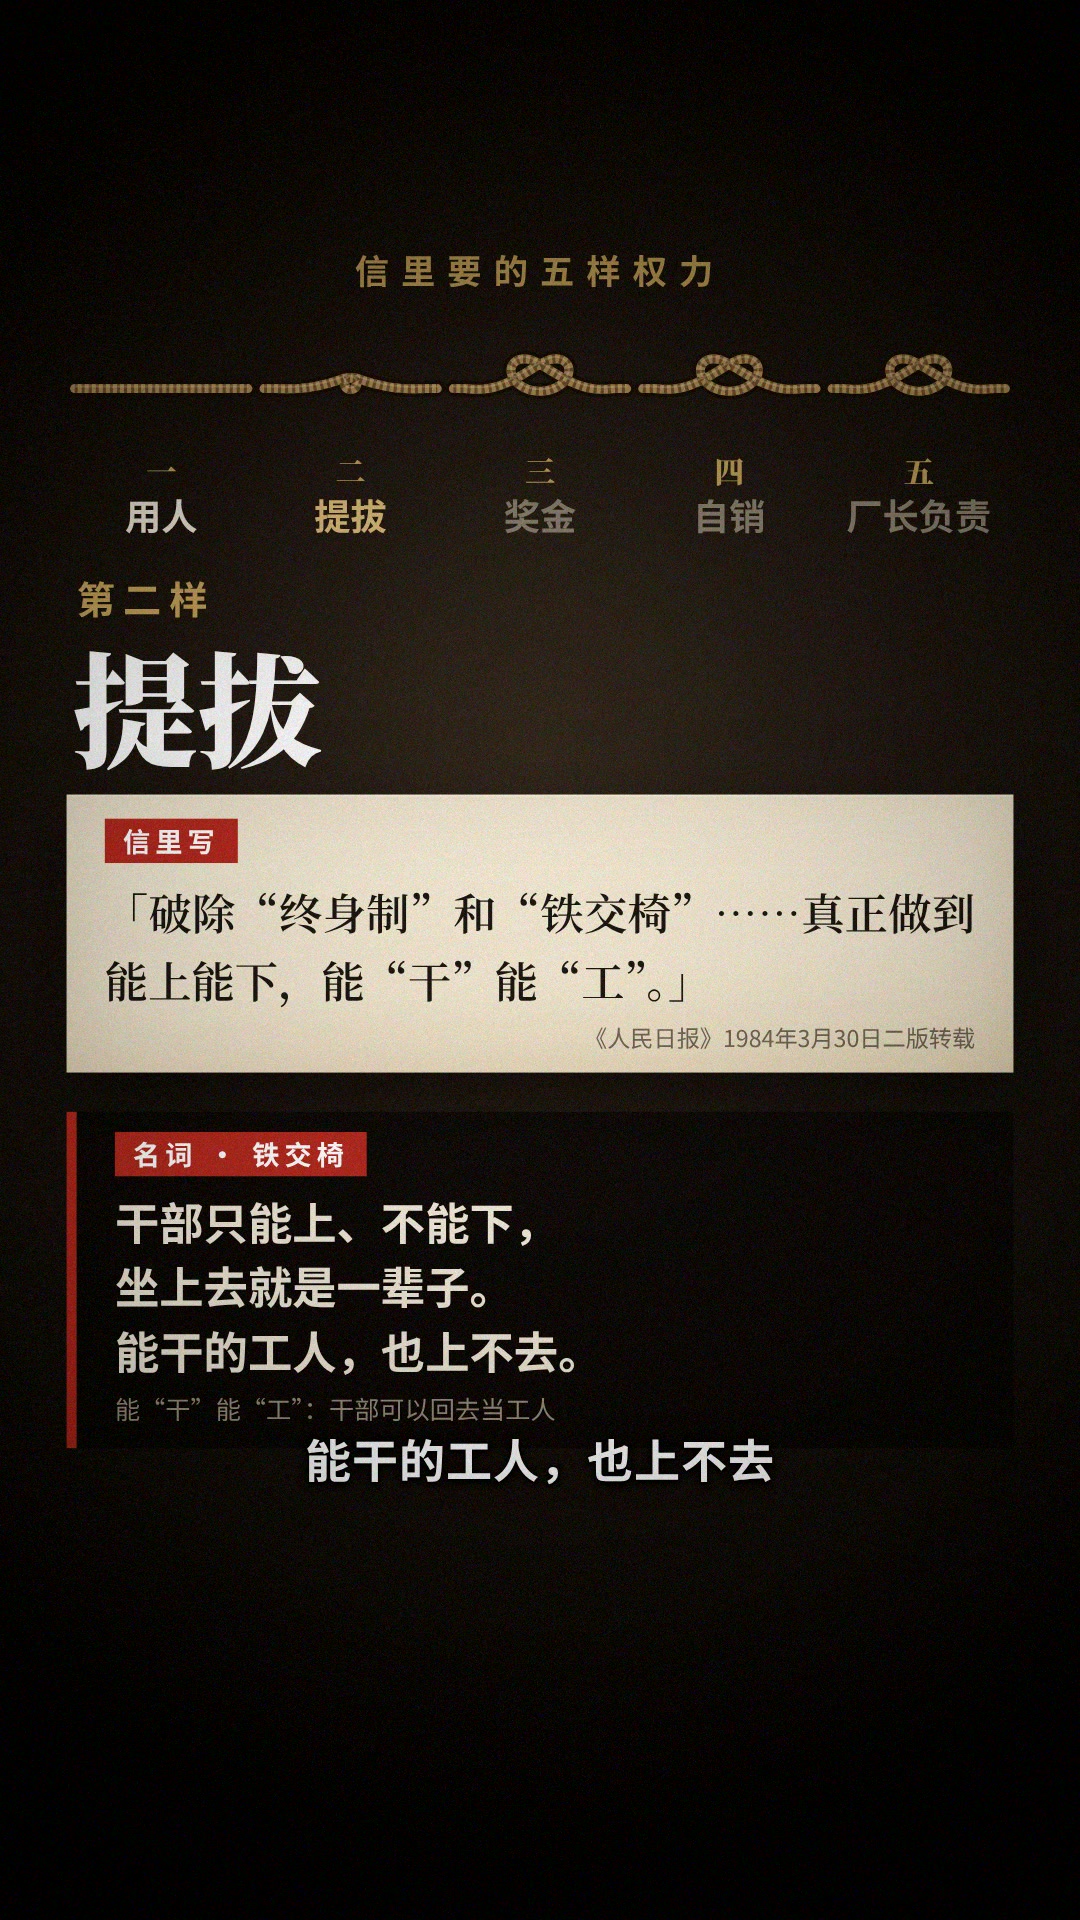 信里要的五样权力
一 二 三 四 五
用人 提拔 奖金 自销 厂长负责
第二样
提拔
信里写
「破除“终身制”和“铁交椅”……真正做到
能上能下，能“干”能“工”。」
《人民日报》1984年3月30日二版转载
名词 · 铁交椅
干部只能上、不能下，
坐上去就是一辈子。
能干的工人，也上不去。
能“干”能“工”：干部可以回去当工人
能干的工人，也上不去